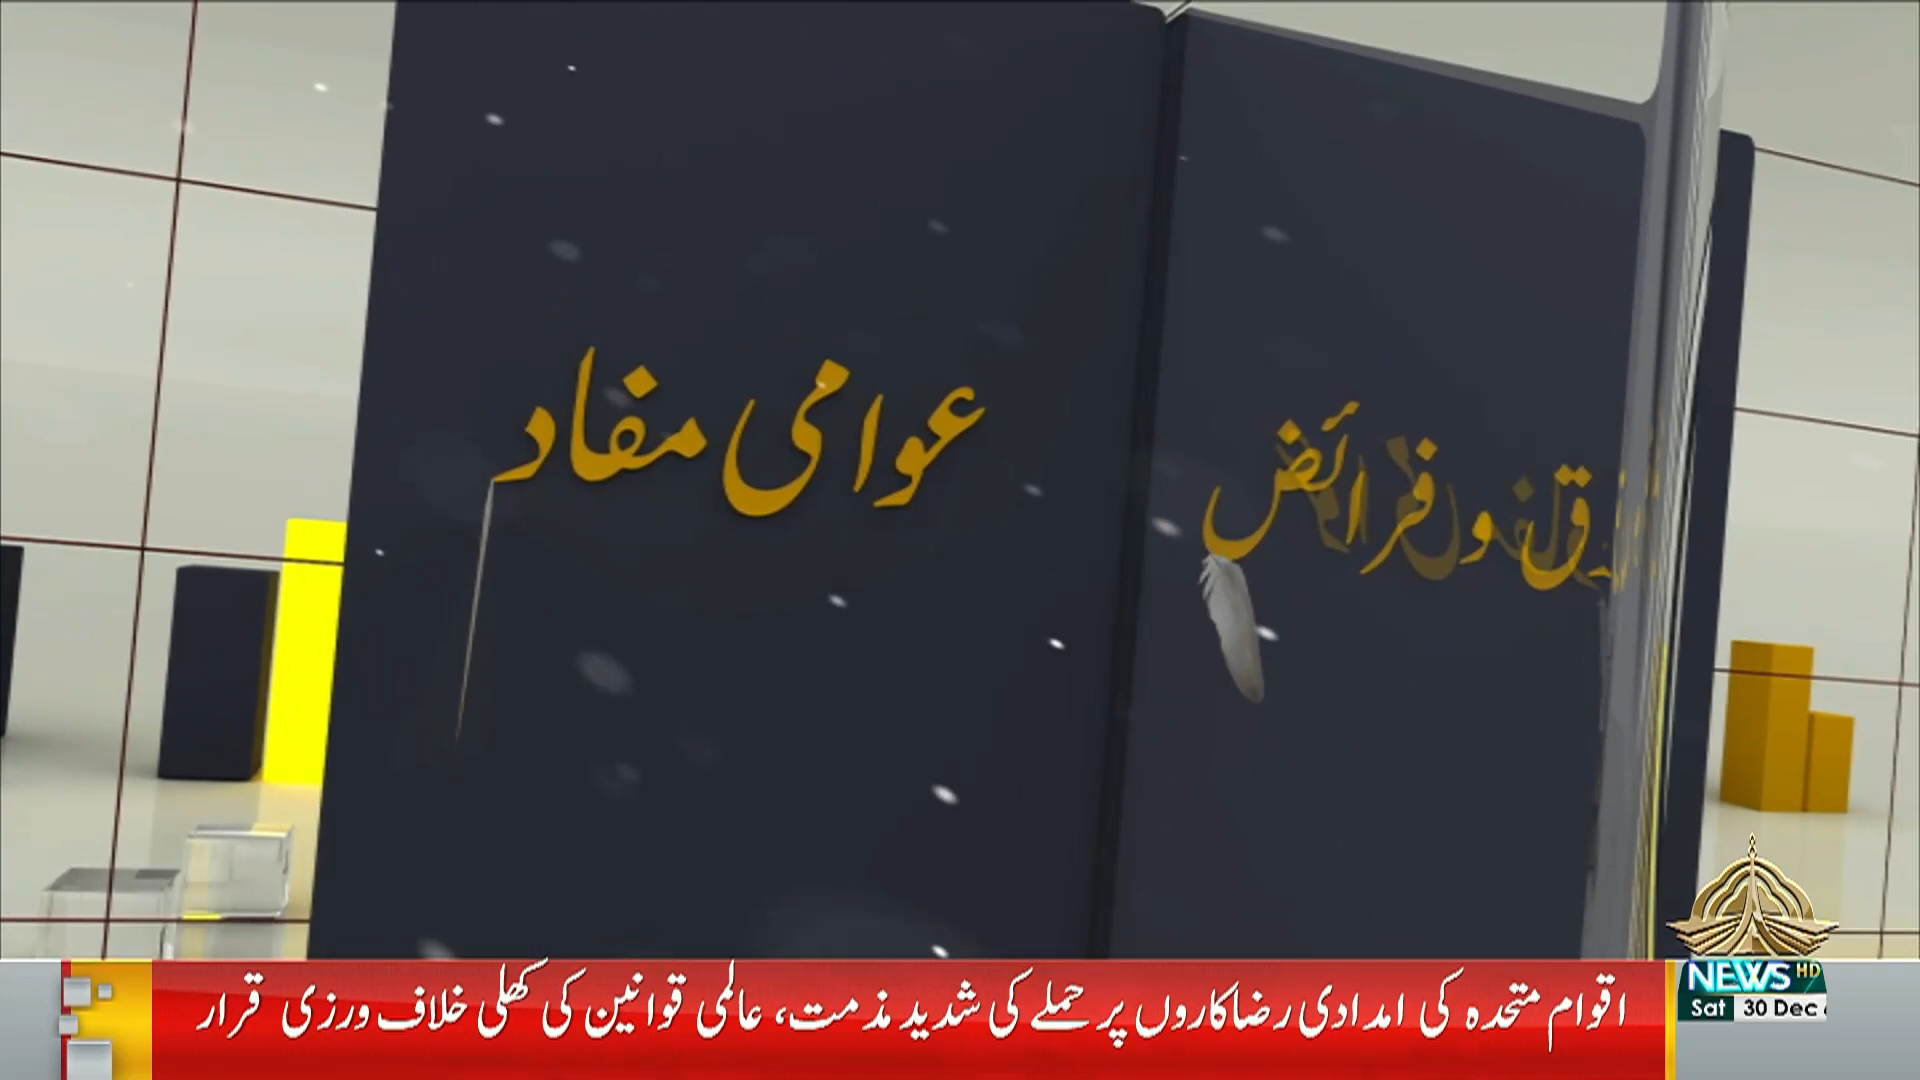 عوامی مفاد
و فرائض
اقوام متحدہ کی امدادی رضاکاروں پر حملے کی شدید مذمت، عالمی قوانین کی کھلی خلاف ورزی قرار
NEWS HD
Sat 30 Dec